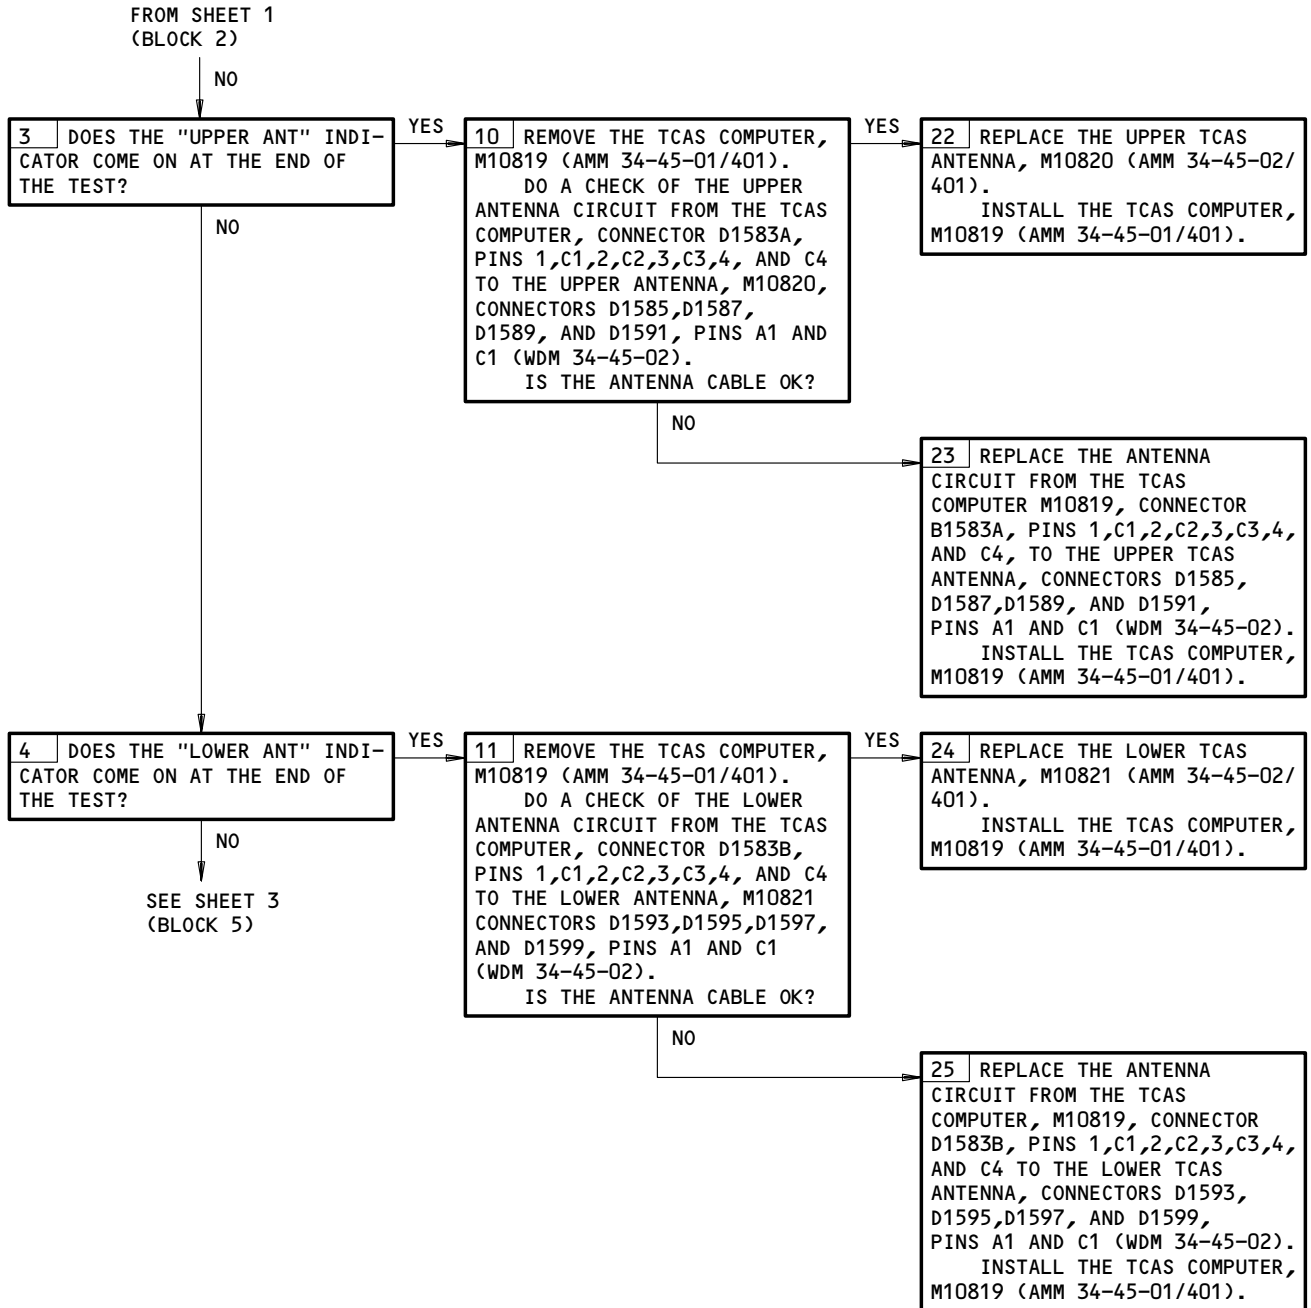 FROM SHEET 1
(BLOCK 2)
NO
3 DOES THE "UPPER ANT" INDI-
CATOR COME ON AT THE END OF
THE TEST?
YES
NO
10 REMOVE THE TCAS COMPUTER,
M10819 (AMM 34-45-01/401).
DO A CHECK OF THE UPPER
ANTENNA CIRCUIT FROM THE TCAS
COMPUTER, CONNECTOR D1583A,
PINS 1,C1,2,C2,3,C3,4, AND C4
TO THE UPPER ANTENNA, M10820,
CONNECTORS D1585,D1587,
D1589, AND D1591, PINS A1 AND
C1 (WDM 34-45-02).
IS THE ANTENNA CABLE OK?
YES
NO
22 REPLACE THE UPPER TCAS
ANTENNA, M10820 (AMM 34-45-02/
401).
INSTALL THE TCAS COMPUTER,
M10819 (AMM 34-45-01/401).
23 REPLACE THE ANTENNA
CIRCUIT FROM THE TCAS
COMPUTER M10819, CONNECTOR
B1583A, PINS 1,C1,2,C2,3,C3,4,
AND C4, TO THE UPPER TCAS
ANTENNA, CONNECTORS D1585,
D1587,D1589, AND D1591,
PINS A1 AND C1 (WDM 34-45-02).
INSTALL THE TCAS COMPUTER,
M10819 (AMM 34-45-01/401).
4 DOES THE "LOWER ANT" INDI-
CATOR COME ON AT THE END OF
THE TEST?
YES
NO
SEE SHEET 3
(BLOCK 5)
11 REMOVE THE TCAS COMPUTER,
M10819 (AMM 34-45-01/401).
DO A CHECK OF THE LOWER
ANTENNA CIRCUIT FROM THE TCAS
COMPUTER, CONNECTOR D1583B,
PINS 1,C1,2,C2,3,C3,4, AND C4
TO THE LOWER ANTENNA, M10821
CONNECTORS D1593,D1595,D1597,
AND D1599, PINS A1 AND C1
(WDM 34-45-02).
IS THE ANTENNA CABLE OK?
YES
NO
24 REPLACE THE LOWER TCAS
ANTENNA, M10821 (AMM 34-45-02/
401).
INSTALL THE TCAS COMPUTER,
M10819 (AMM 34-45-01/401).
25 REPLACE THE ANTENNA
CIRCUIT FROM THE TCAS
COMPUTER, M10819, CONNECTOR
D1583B, PINS 1,C1,2,C2,3,C3,4,
AND C4 TO THE LOWER TCAS
ANTENNA, CONNECTORS D1593,
D1595,D1597, AND D1599,
PINS A1 AND C1 (WDM 34-45-02).
INSTALL THE TCAS COMPUTER,
M10819 (AMM 34-45-01/401).